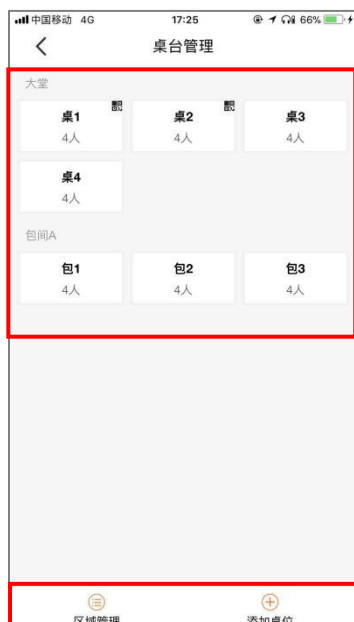 中国移动 4G 17:25 66%
桌台管理
大堂
桌1 桌2 桌3
4人 4人 4人
桌4
4人
包间A
包1 包2 包3
4人 4人 4人
区域管理 添加桌位